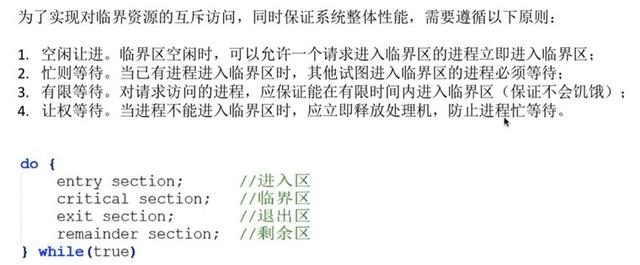 为了实现对临界资源的互斥访问，同时保证系统整体性能，需要遵循以下原则：
1. 空闲让进。临界区空闲时，可以允许一个请求进入临界区的进程立即进入临界区；
2. 忙则等待。当已有进程进入临界区时，其他试图进入临界区的进程必须等待；
3. 有限等待。对请求访问的进程，应保证能在有限时间内进入临界区（保证不会饥饿）；
4. 让权等待。当进程不能进入临界区时，应立即释放处理机，防止进程忙等待。
do {
entry section; //进入区
critical section; //临界区
exit section; //退出区
remainder section; //剩余区
} while(true)